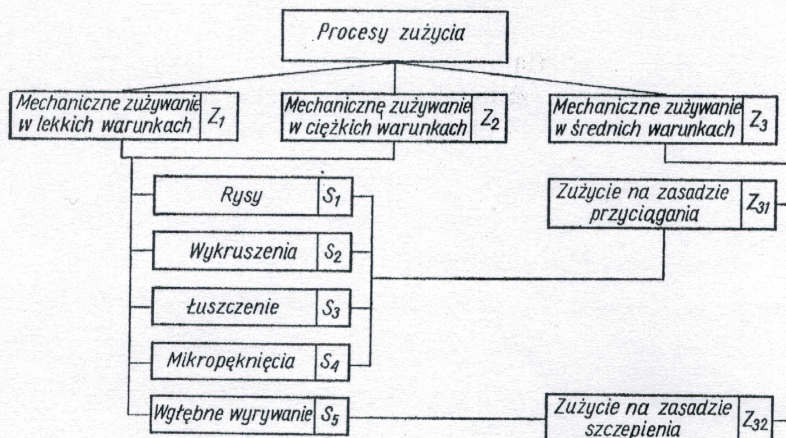 Procesy zużycia
Mechaniczne zużywanie
w lekkich warunkach
Z1
Mechaniczne zużywanie
w ciężkich warunkach
Z2
Mechaniczne zużywanie
w średnich warunkach
Z3
Rysy
S1
Zużycie na zasadzie
przyciągania
Z31
Wykruszenia
S2
Łuszczenie
S3
Mikropęknięcia
S4
Wgłębne wyrywanie
S5
Zużycie na zasadzie
szczepienia
Z32